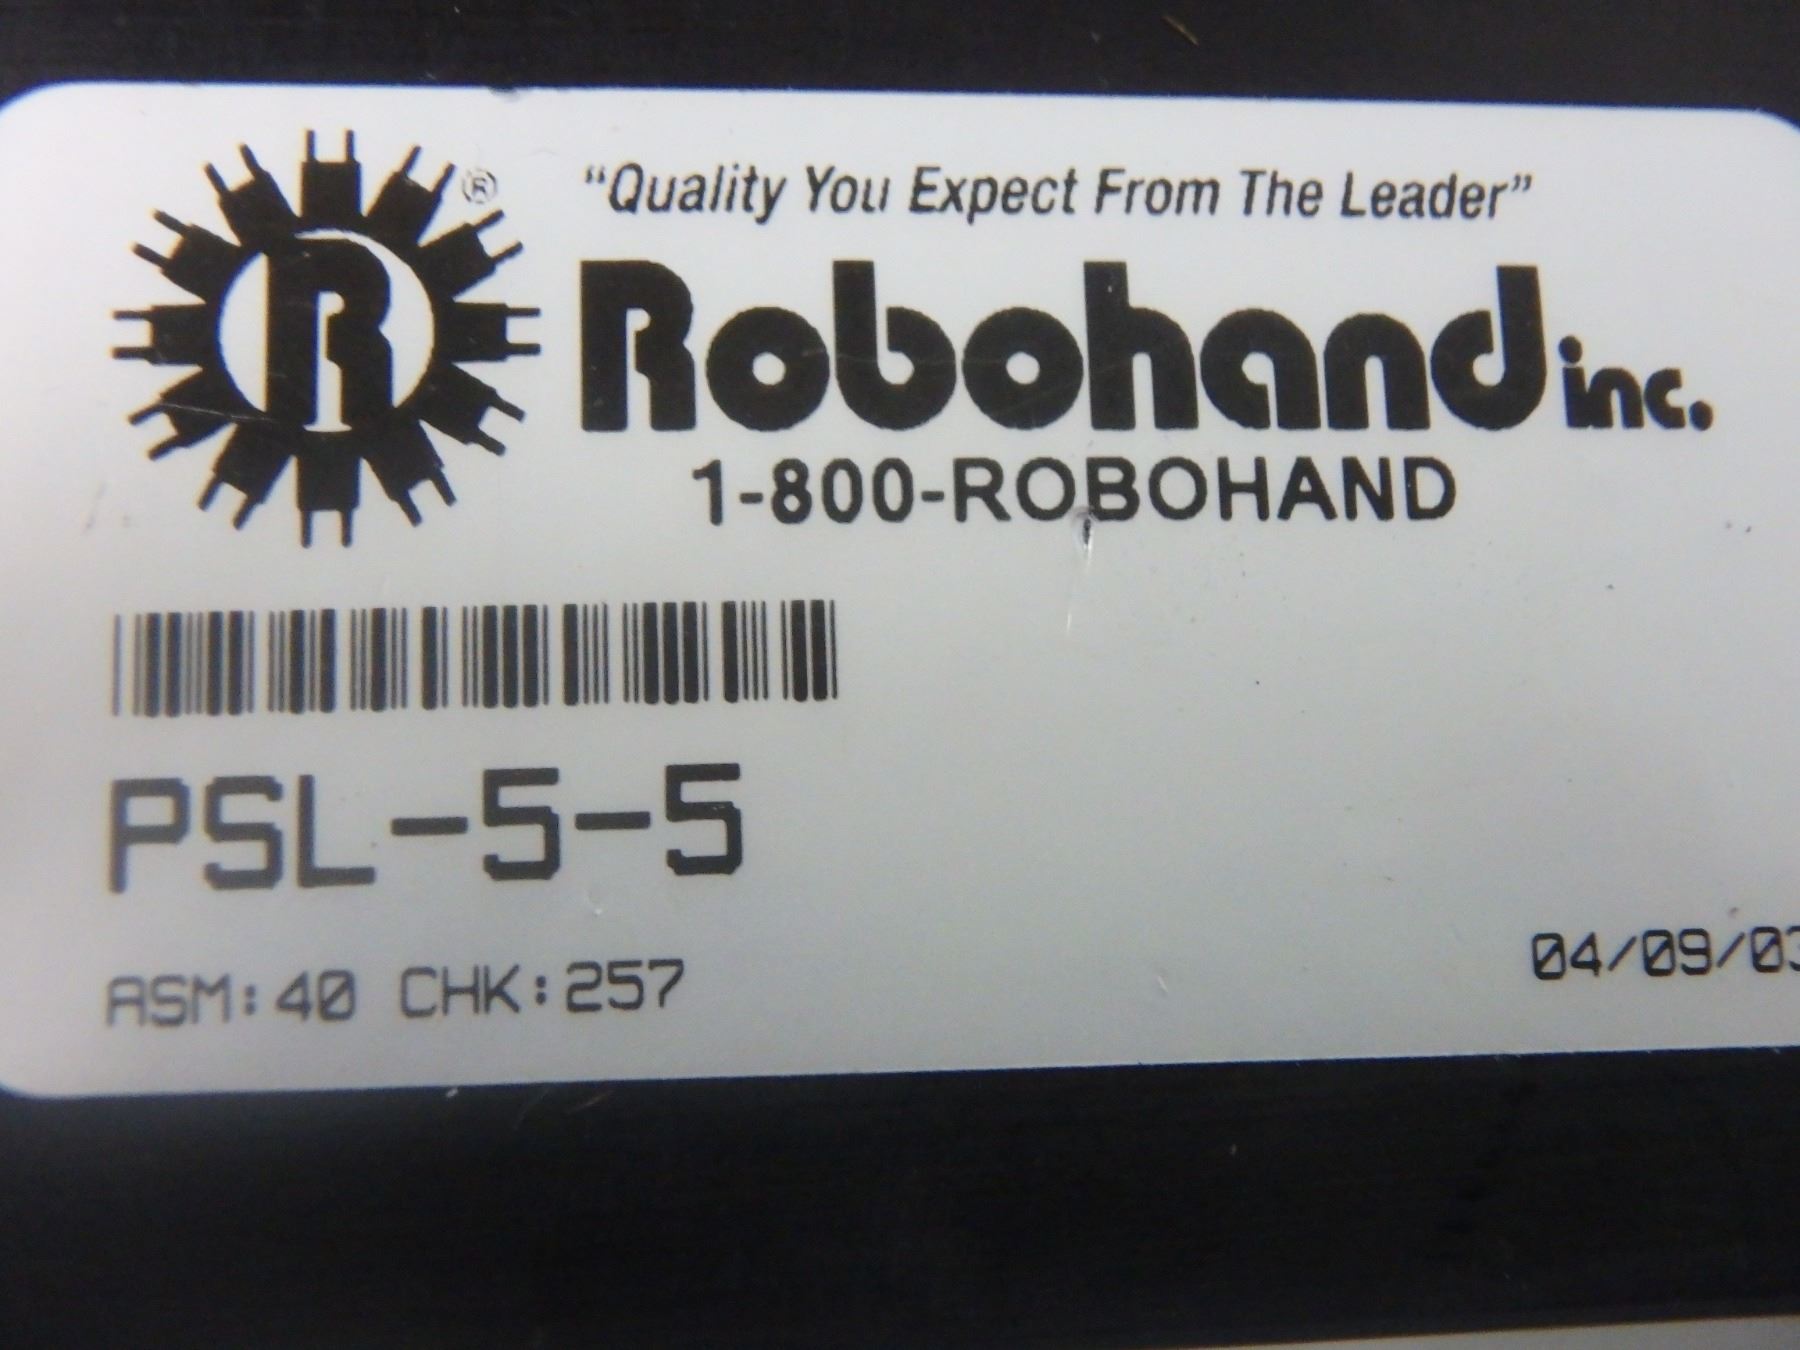 ®
"Quality You Expect From The Leader"
R
Robohand inc.
1-800-ROBOHAND
PSL-5-5
ASM:40 CHK:257
04/09/03